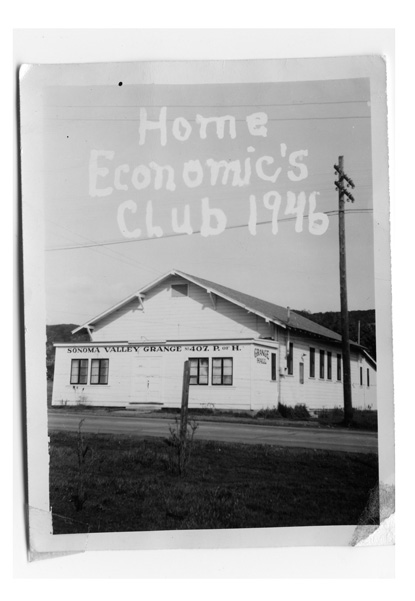 Home
Economic's
Club 1946
SONOMA VALLEY GRANGE No 407. P. OF H.
GRANGE
HALL